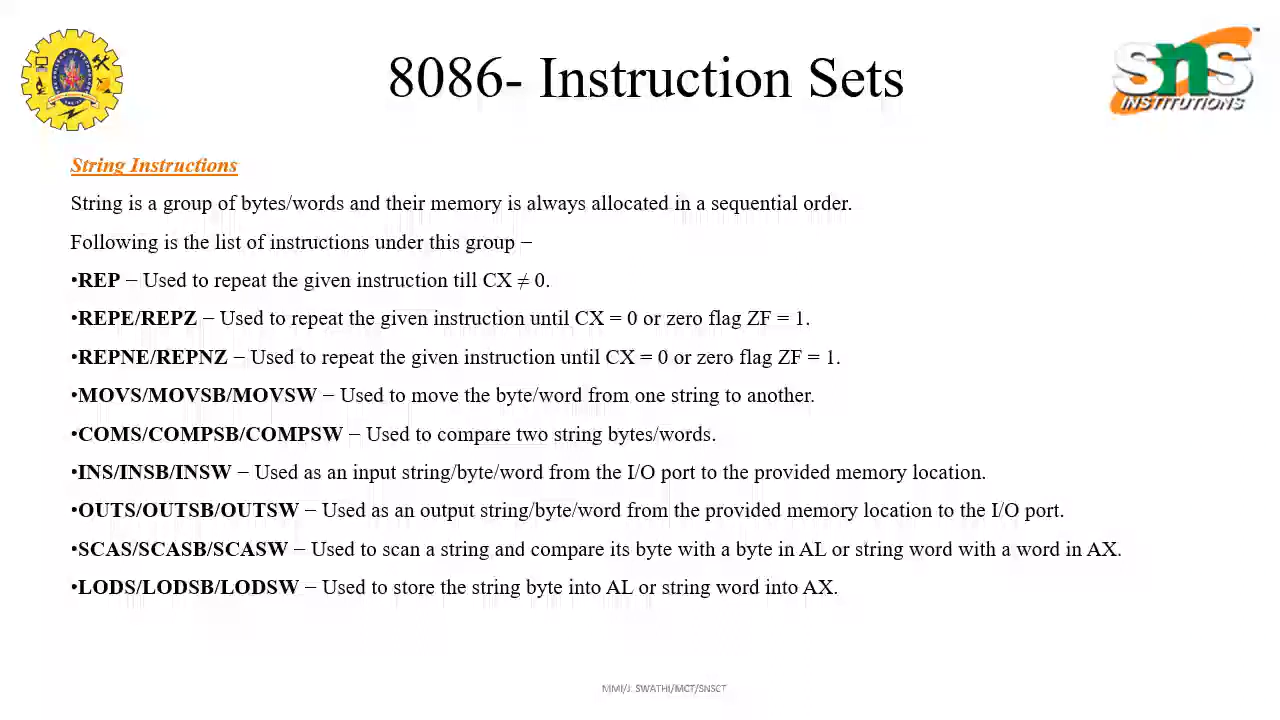 8086- Instruction Sets
SNS
INSTITUTIONS
String Instructions
String is a group of bytes/words and their memory is always allocated in a sequential order.
Following is the list of instructions under this group −
•REP − Used to repeat the given instruction till CX ≠ 0.
•REPE/REPZ − Used to repeat the given instruction until CX = 0 or zero flag ZF = 1.
•REPNE/REPNZ − Used to repeat the given instruction until CX = 0 or zero flag ZF = 1.
•MOVS/MOVSB/MOVSW − Used to move the byte/word from one string to another.
•COMS/COMPSB/COMPSW − Used to compare two string bytes/words.
•INS/INSB/INSW − Used as an input string/byte/word from the I/O port to the provided memory location.
•OUTS/OUTSB/OUTSW − Used as an output string/byte/word from the provided memory location to the I/O port.
•SCAS/SCASB/SCASW − Used to scan a string and compare its byte with a byte in AL or string word with a word in AX.
•LODS/LODSB/LODSW − Used to store the string byte into AL or string word into AX.
MMI/J. SWATHI/MCT/SNSCT